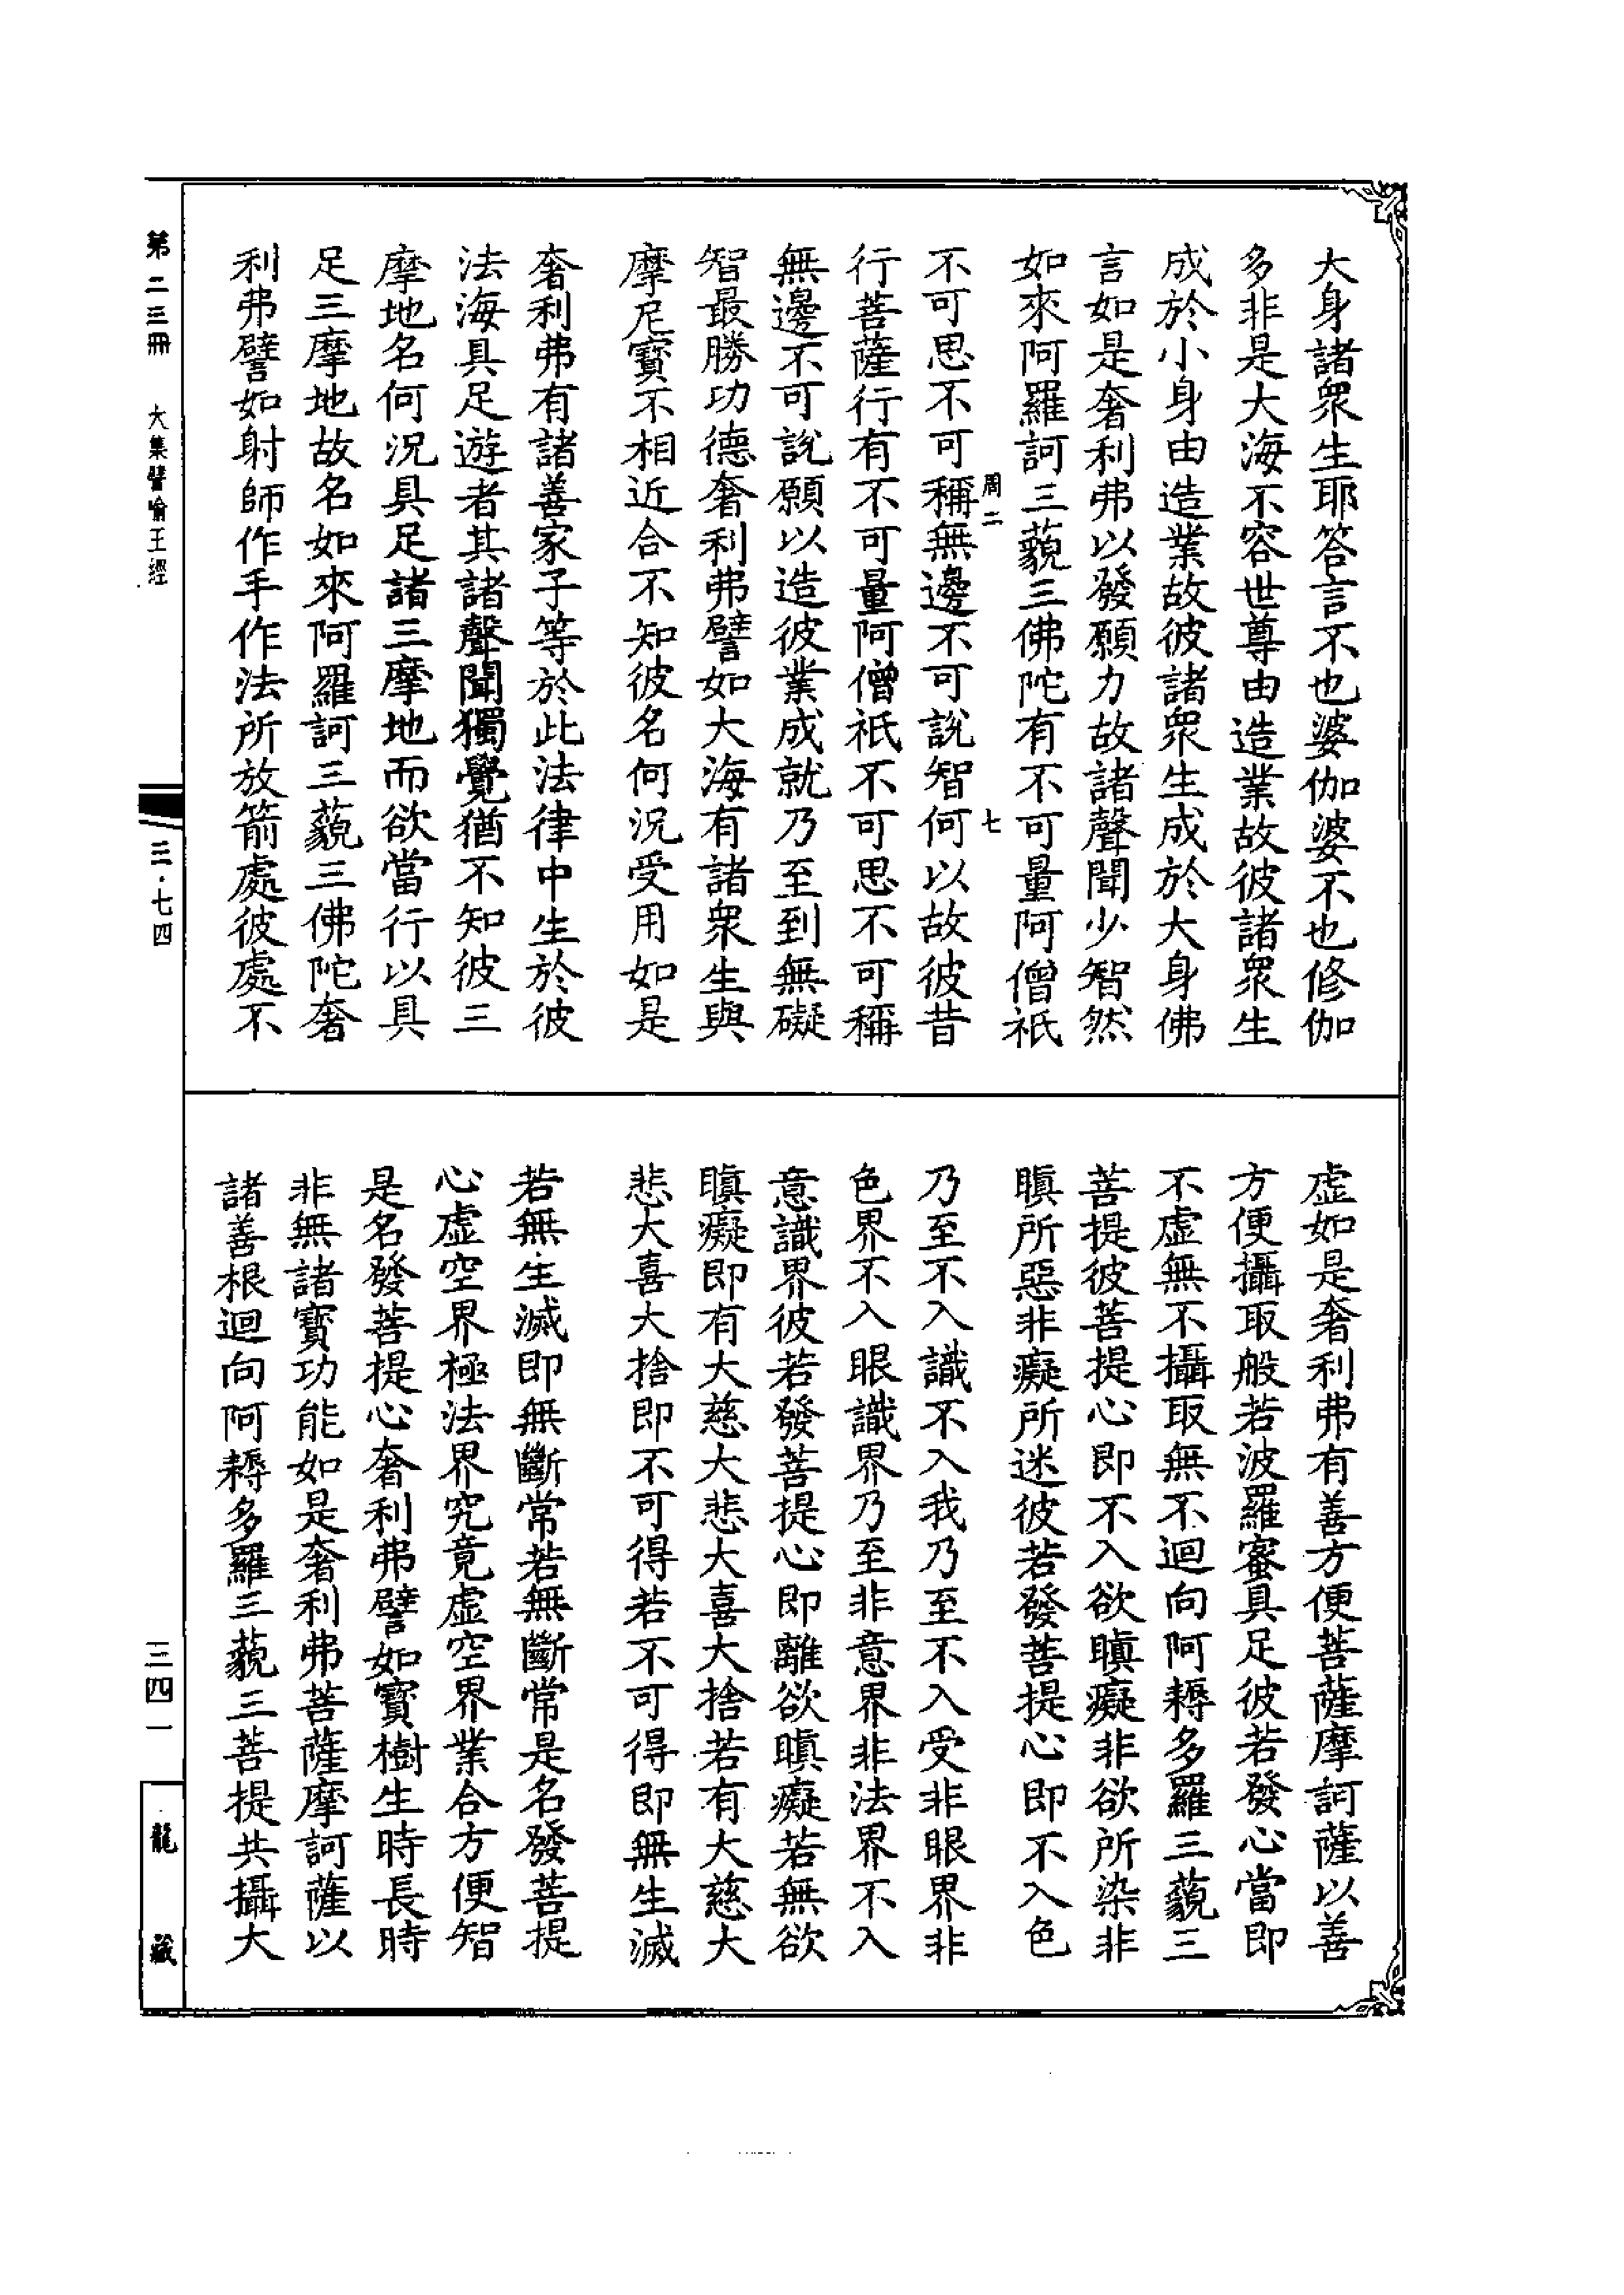 大身諸衆生耶答言不也婆伽婆不也修伽
多非是大海不容世尊由造業故彼諸衆生
成於小身由造業故彼諸衆生成於大身佛
言如是奢利弗以發願力故諸聲聞少智然
如來阿羅訶三藐三佛陀有不可量阿僧祇
周二 七
不可思不可稱無邊不可說智何以故彼昔
行菩薩行有不可量阿僧祇不可思不可稱
無邊不可說願以造彼業成就乃至到無礙
智最勝功德奢利弗譬如大海有諸衆生與
摩尼寶不相近合不知彼名何況受用如是
奢利弗有諸善家子等於此法律中生於彼
法海具足遊者其諸聲聞獨覺猶不知彼三
摩地名何況具足諸三摩地而欲當行以具
足三摩地故名如來阿羅訶三藐三佛陀奢
利弗譬如射師作手作法所放箭處彼處不
虛如是奢利弗有善方便菩薩摩訶薩以善
方便攝取般若波羅蜜具足彼若發心當即
不虛無不攝取無不迴向阿耨多羅三藐三
菩提彼菩提心即不入欲瞋癡非欲所染非
瞋所惡非癡所迷彼若發菩提心即不入色
乃至不入識不入我乃至不入受非眼界非
色界不入眼識界乃至非意界非法界不入
意識界彼若發菩提心即離欲瞋癡若無欲
瞋癡即有大慈大悲大喜大捨若有大慈大
悲大喜大捨即不可得若不可得即無生滅
若無生滅即無斷常若無斷常是名發菩提
心虛空界極法界究竟虛空界業合方便智
是名發菩提心奢利弗譬如寶樹生時長時
非無諸寶功能如是奢利弗菩薩摩訶薩以
諸善根迴向阿耨多羅三藐三菩提共攝大
第二三冊 大集譬喻王經
三·七四
三四一
龍藏